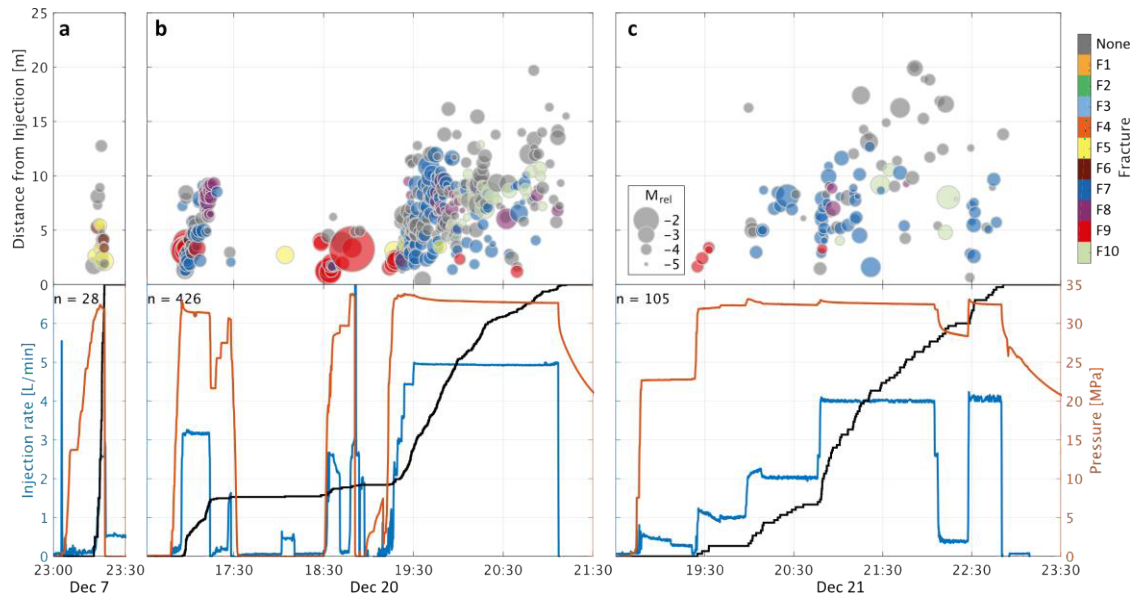 a
b
c
25
20
15
10
5
0
Distance from Injection [m]
M_rel
−2
−3
−4
−5
None
F1
F2
F3
F4
F5
F6
F7
F8
F9
F10
Fracture
n = 28
n = 426
n = 105
6
5
4
3
2
1
0
Injection rate [L/min]
35
30
25
20
15
10
5
0
Pressure [MPa]
23:00
23:30
17:30
18:30
19:30
20:30
21:30
19:30
20:30
21:30
22:30
23:30
Dec 7
Dec 20
Dec 21